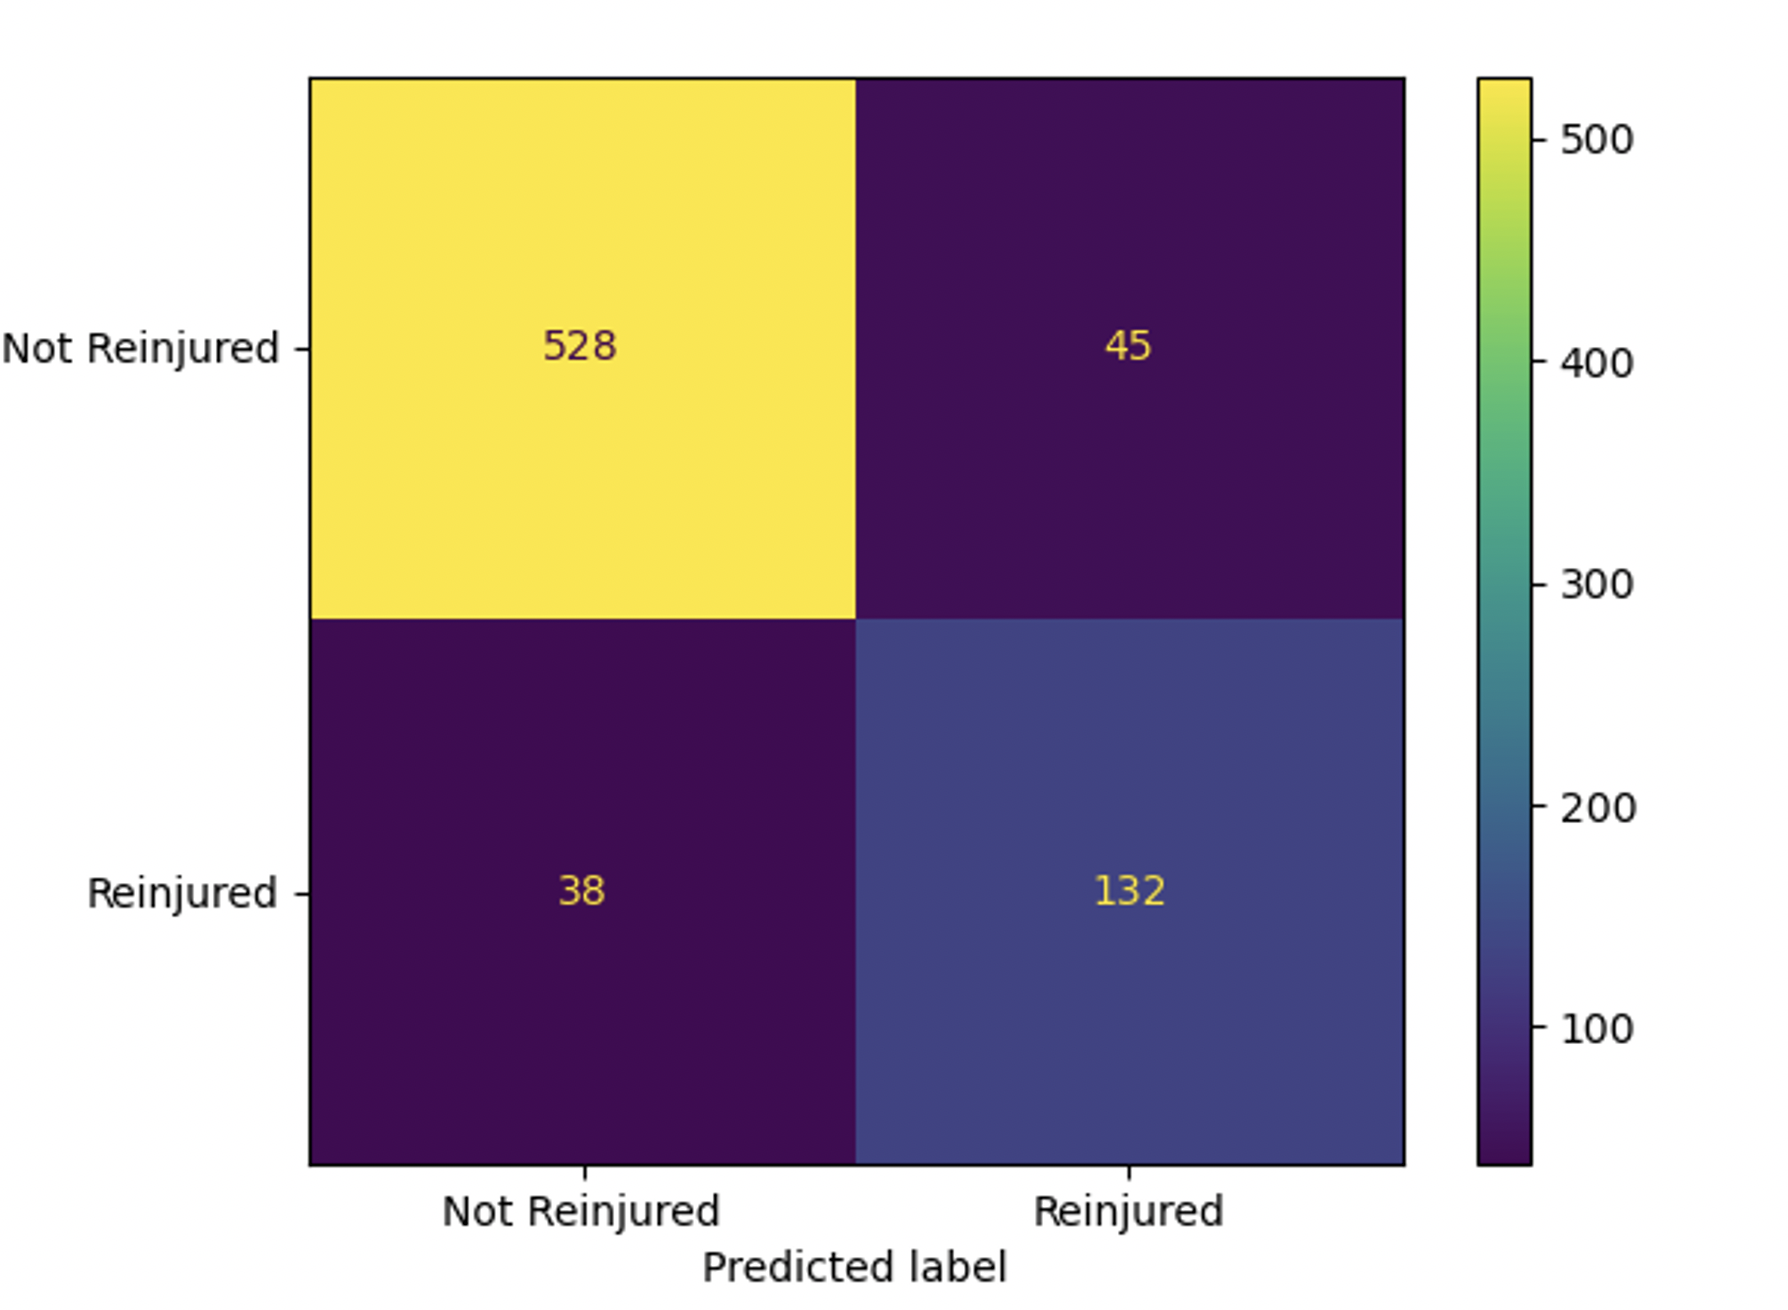 500
Not Reinjured 528 45
400
300
200
Reinjured 38 132
100
Not Reinjured Reinjured
Predicted label